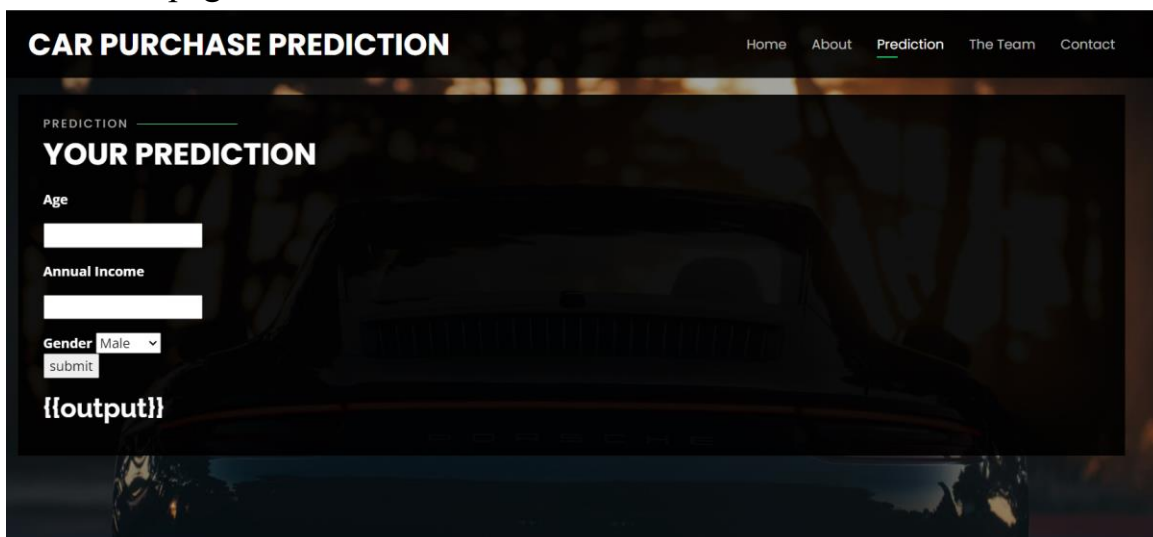 CAR PURCHASE PREDICTION
Home About Prediction The Team Contact
PREDICTION
YOUR PREDICTION
Age
Annual Income
Gender Male
submit
{{output}}
PORSCHE